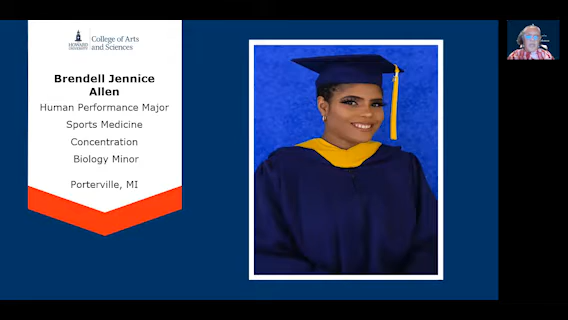 HOWARD
UNIVERSITY
College of Arts
and Sciences
Brendell Jennice
Allen
Human Performance Major
Sports Medicine
Concentration
Biology Minor
Porterville, MI